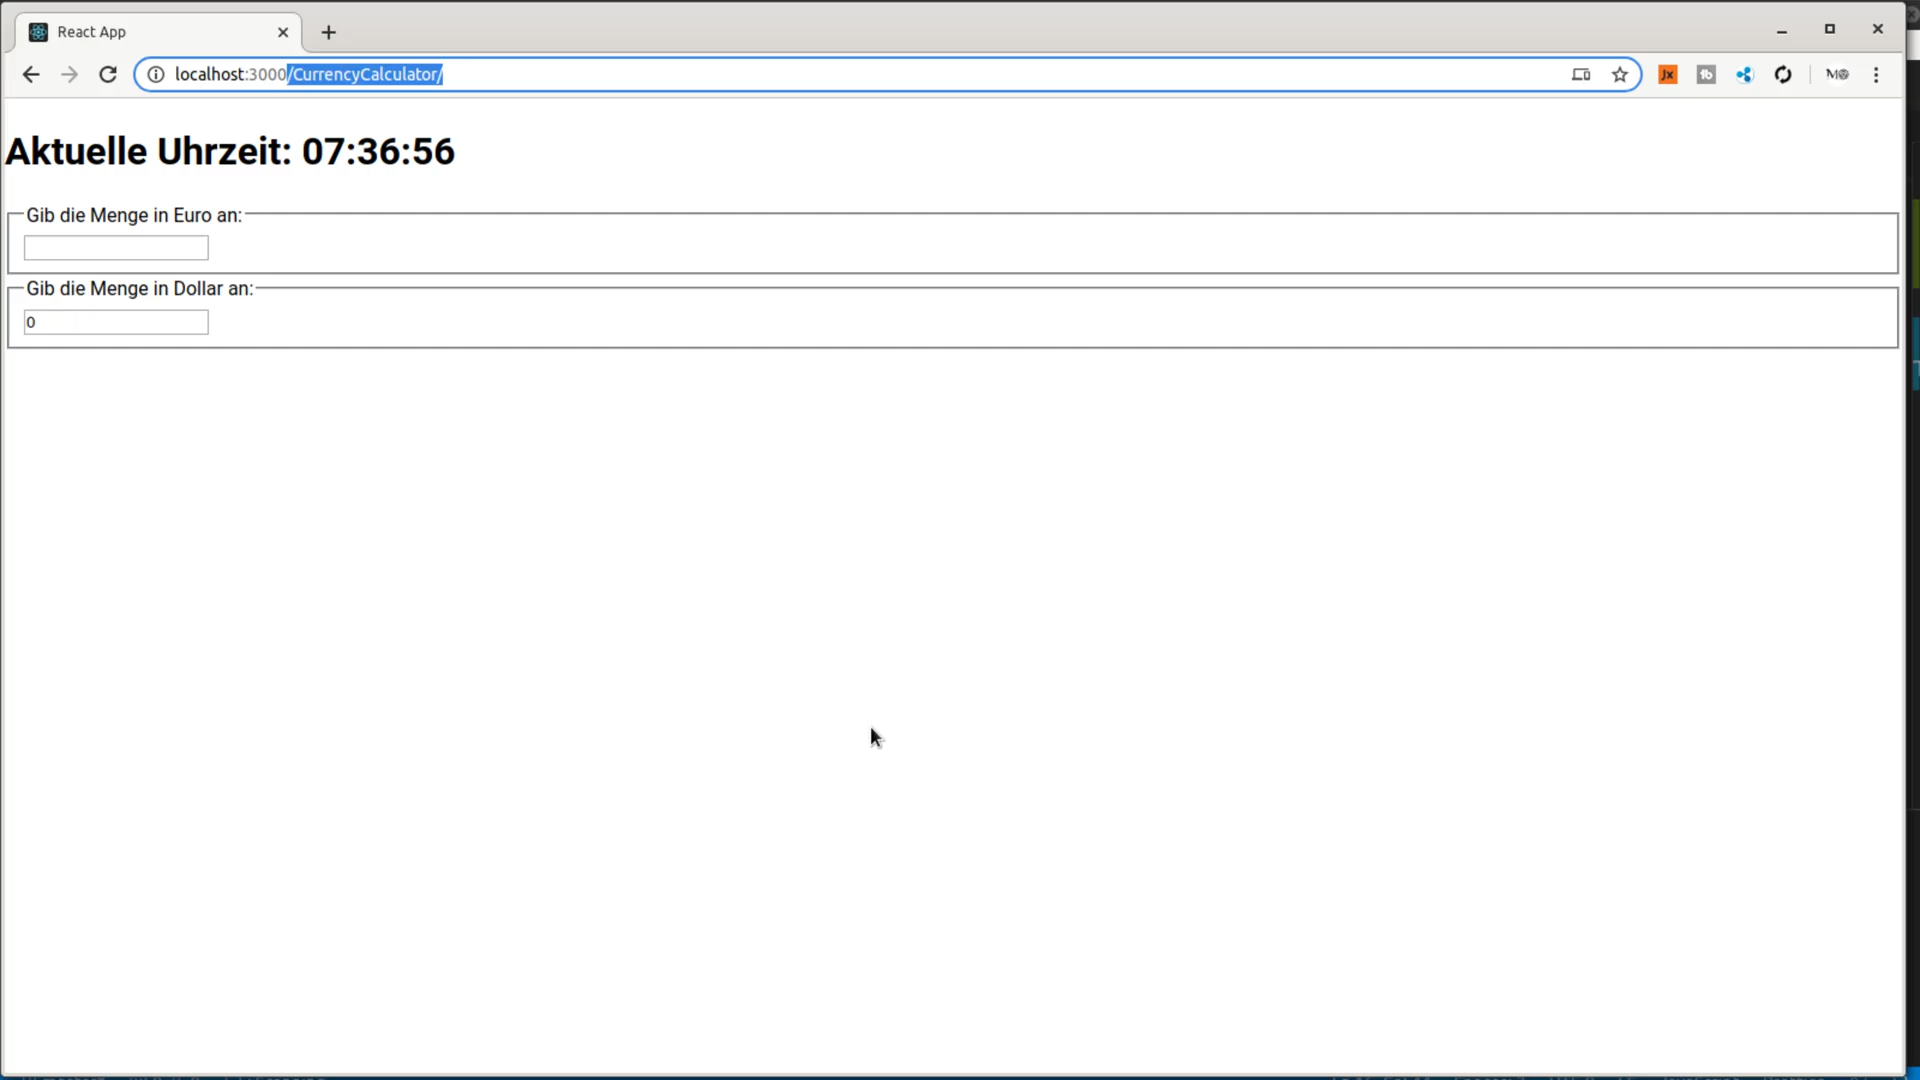 React App
localhost:3000/CurrencyCalculator/
Aktuelle Uhrzeit: 07:36:56
Gib die Menge in Euro an:
Gib die Menge in Dollar an:
0